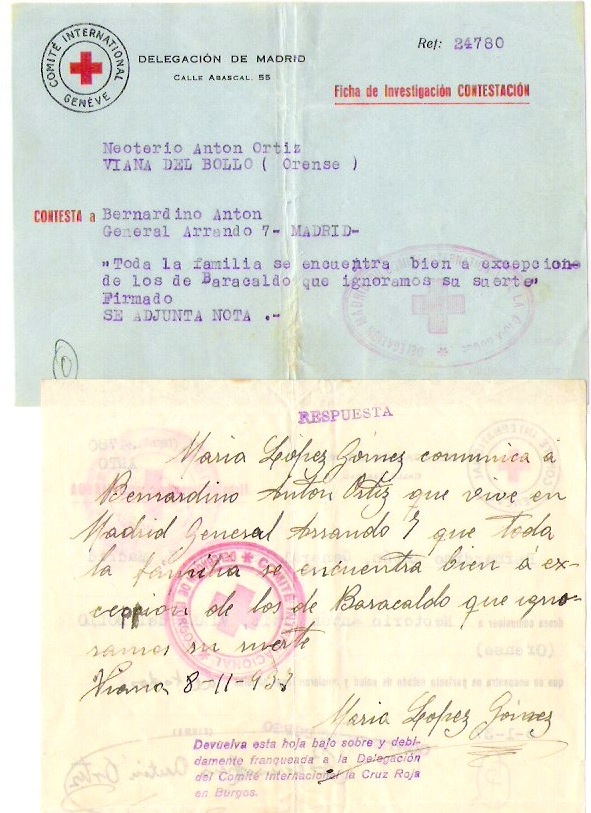 COMITÉ INTERNATIONAL
GENÈVE
DELEGACIÓN DE MADRID
CALLE ABASCAL, 55
Ref: 24780
Ficha de Investigación CONTESTACIÓN
Neoterio Anton Ortiz
VIANA DEL BOLLO ( Orense )
CONTESTA a Bernardino Anton
General Arrando 7- MADRID-
"Toda la familia se encuentra bien a excepcione
de los de Baracaldo que ignoramos su suerte"
Firmado
SE ADJUNTA NOTA .-
RESPUESTA
Maria López Gómez comunica á
Bernardino Anton Ortiz que vive en
Madrid General Arrando 7 que toda
la familia se encuentra bien á ex-
cepcion de los de Baracaldo que igno-
ramos su suerte
Viana 8-11-937
Maria Lopez Gómez
Devuelva esta hoja bajo sobre y debi-
damente franqueada a la Delegación
del Comité Internacional la Cruz Roja
en Burgos.